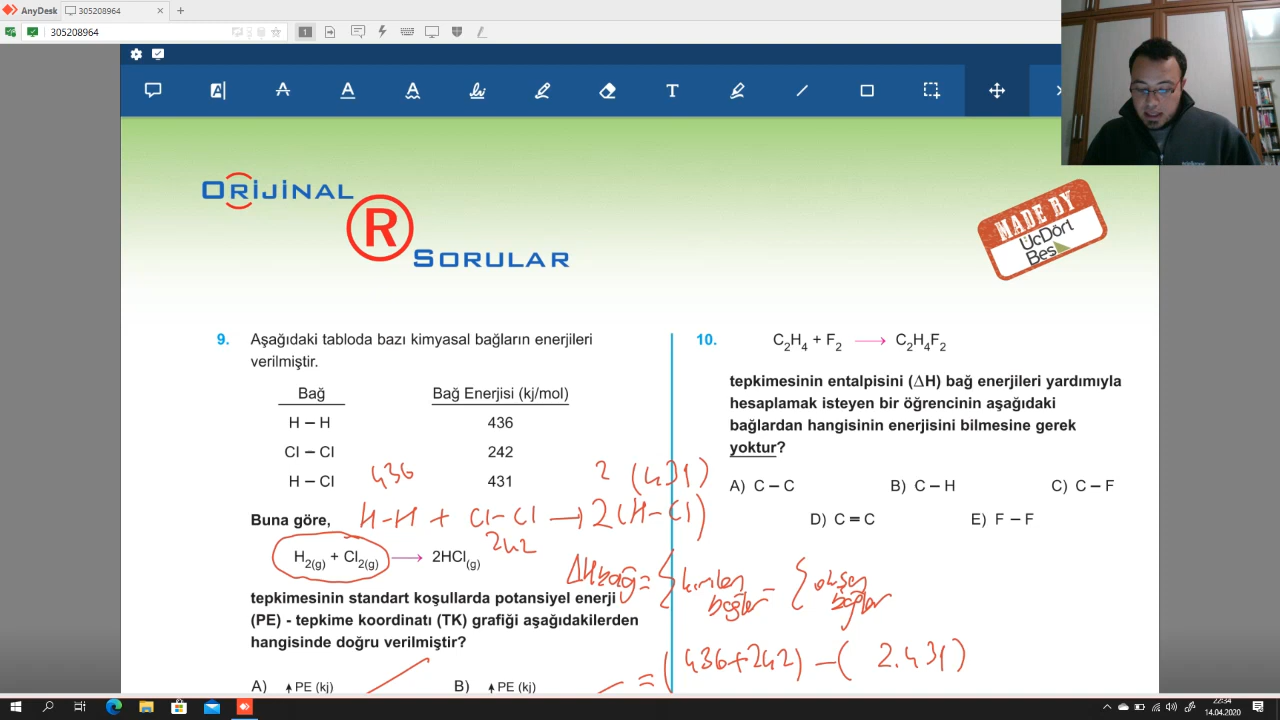 AnyDesk
305208964
305208964
1
ORİJİNAL
R
SORULAR
MADE BY
ÜçDört
Beş
9. Aşağıdaki tabloda bazı kimyasal bağların enerjileri
verilmiştir.
Bağ Bağ Enerjisi (kj/mol)
H – H 436
Cl – Cl 242
H – Cl 431
436 2 (431)
Buna göre,
H-H + Cl-Cl → 2(H-Cl)
242
H2(g) + Cl2(g) → 2HCl(g)
ΔHbağ = { kırılan bağlar - { oluşan bağlar
tepkimesinin standart koşullarda potansiyel enerji
(PE) - tepkime koordinatı (TK) grafiği aşağıdakilerden
hangisinde doğru verilmiştir?
= (436+242) - ( 2.431)
A) PE (kj) B) PE (kj)
10. C2H4 + F2 → C2H4F2
tepkimesinin entalpisini (ΔH) bağ enerjileri yardımıyla
hesaplamak isteyen bir öğrencinin aşağıdaki
bağlardan hangisinin enerjisini bilmesine gerek
yoktur?
A) C – C B) C – H C) C – F
D) C = C E) F – F
22:34
14.04.2020